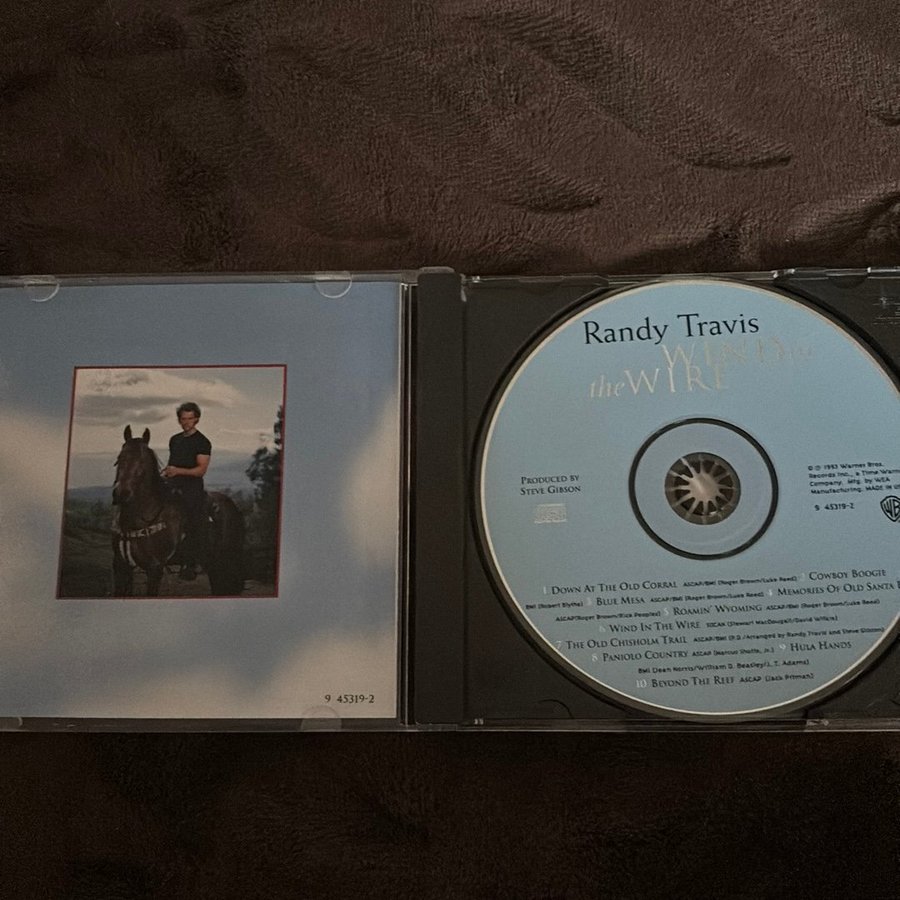 9 45319-2
Randy Travis
WIND in
the WIRE
PRODUCED BY
STEVE GIBSON
© ℗ 1993 Warner Bros.
Records Inc., a Time Warner
Company. Mfg. by WEA
Manufacturing. MADE IN
9 45319-2
WB
1 DOWN AT THE OLD CORRAL ASCAP/BMI (Roger Brown/Luke Reed) 2 COWBOY BOOGIE
BMI (Robert Blythe) 3 BLUE MESA ASCAP/BMI (Roger Brown/Luke Reed) 4 MEMORIES OF OLD SANTA
ASCAP(Roger Brown/Rick Peoples) 5 ROAMIN' WYOMING ASCAP/BMI (Roger Brown/Luke Reed)
6 WIND IN THE WIRE SOCAN (Stewart MacDougall/David Wilkie)
7 THE OLD CHISHOLM TRAIL ASCAP/BMI (P.D./Arranged by Randy Travis and Steve Gibson)
8 PANIOLO COUNTRY ASCAP (Marcus Shutte, Jr.) 9 HULA HANDS
BMI (Dean Norris/William D. Beasley/J. T. Adams)
10 BEYOND THE REEF ASCAP (Jack Pitman)